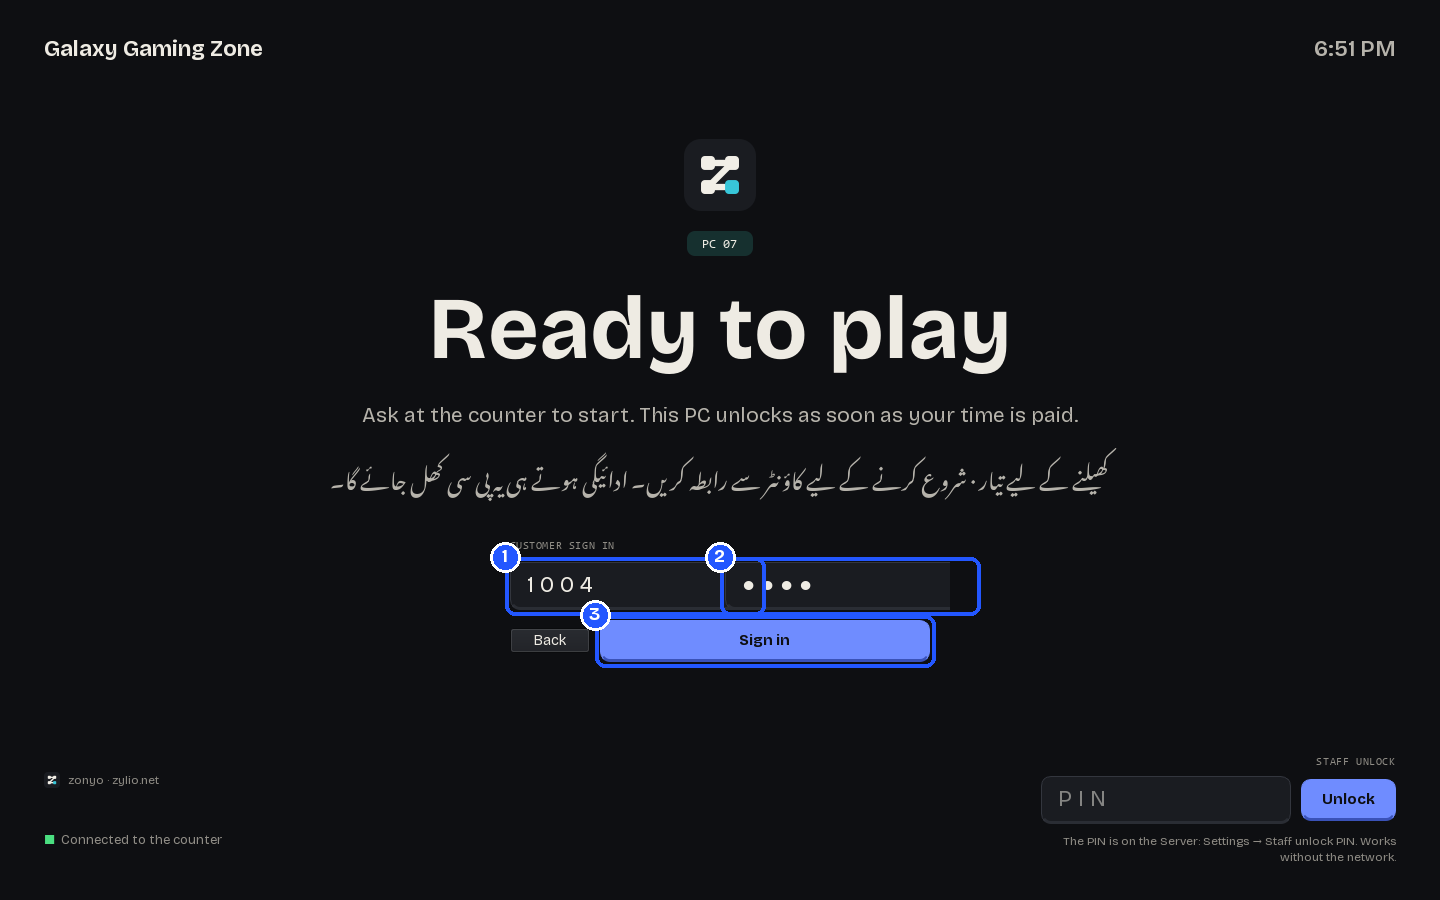 Galaxy Gaming Zone
6:51 PM
PC 07
Ready to play
Ask at the counter to start. This PC unlocks as soon as your time is paid.
کھیلنے کے لیے تیار · شروع کرنے کے لیے کاؤنٹر سے رابطہ کریں۔ ادائیگی ہوتے ہی یہ پی سی کھل جائے گا۔
CUSTOMER SIGN IN
1 2
1004 ●●●●
3
Back Sign in
STAFF UNLOCK
zonyo · zylio.net
PIN Unlock
Connected to the counter
The PIN is on the Server: Settings → Staff unlock PIN. Works
without the network.